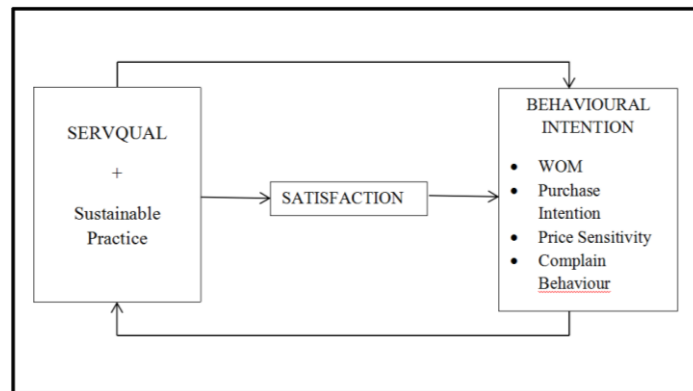 SERVQUAL
+
Sustainable
Practice
SATISFACTION
BEHAVIOURAL
INTENTION
• WOM
• Purchase
Intention
• Price Sensitivity
• Complain
Behaviour